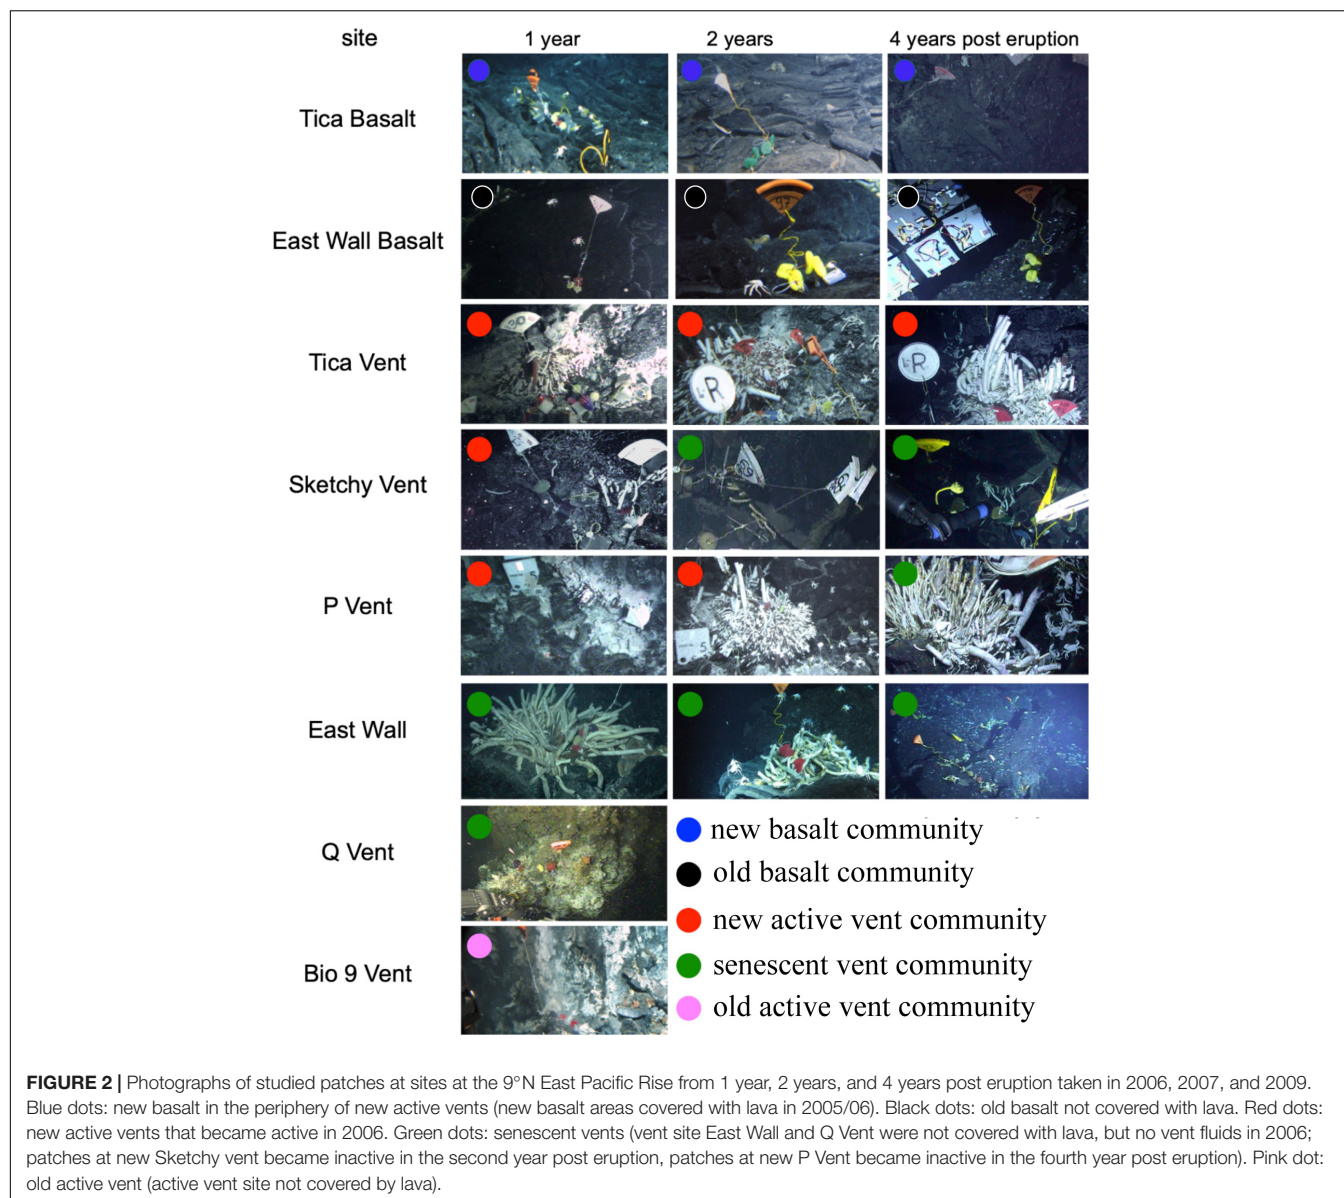 site 1 year 2 years 4 years post eruption
Tica Basalt
East Wall Basalt
97
Tica Vent
R
R
Sketchy Vent
P Vent
5
East Wall
Q Vent
Bio 9 Vent
new basalt community
old basalt community
new active vent community
senescent vent community
old active vent community
FIGURE 2 | Photographs of studied patches at sites at the 9°N East Pacific Rise from 1 year, 2 years, and 4 years post eruption taken in 2006, 2007, and 2009.
Blue dots: new basalt in the periphery of new active vents (new basalt areas covered with lava in 2005/06). Black dots: old basalt not covered with lava. Red dots:
new active vents that became active in 2006. Green dots: senescent vents (vent site East Wall and Q Vent were not covered with lava, but no vent fluids in 2006;
patches at new Sketchy vent became inactive in the second year post eruption, patches at new P Vent became inactive in the fourth year post eruption). Pink dot:
old active vent (active vent site not covered by lava).